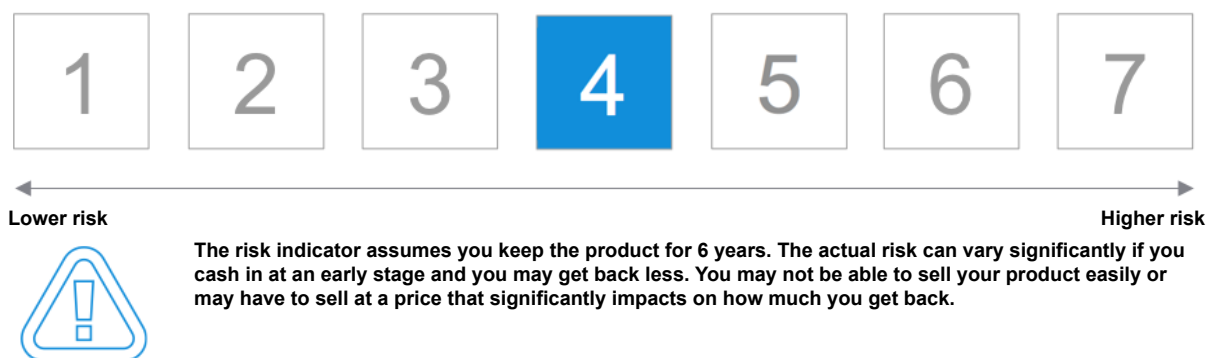 1 2 3 4 5 6 7
Lower risk Higher risk
The risk indicator assumes you keep the product for 6 years. The actual risk can vary significantly if you
cash in at an early stage and you may get back less. You may not be able to sell your product easily or
may have to sell at a price that significantly impacts on how much you get back.